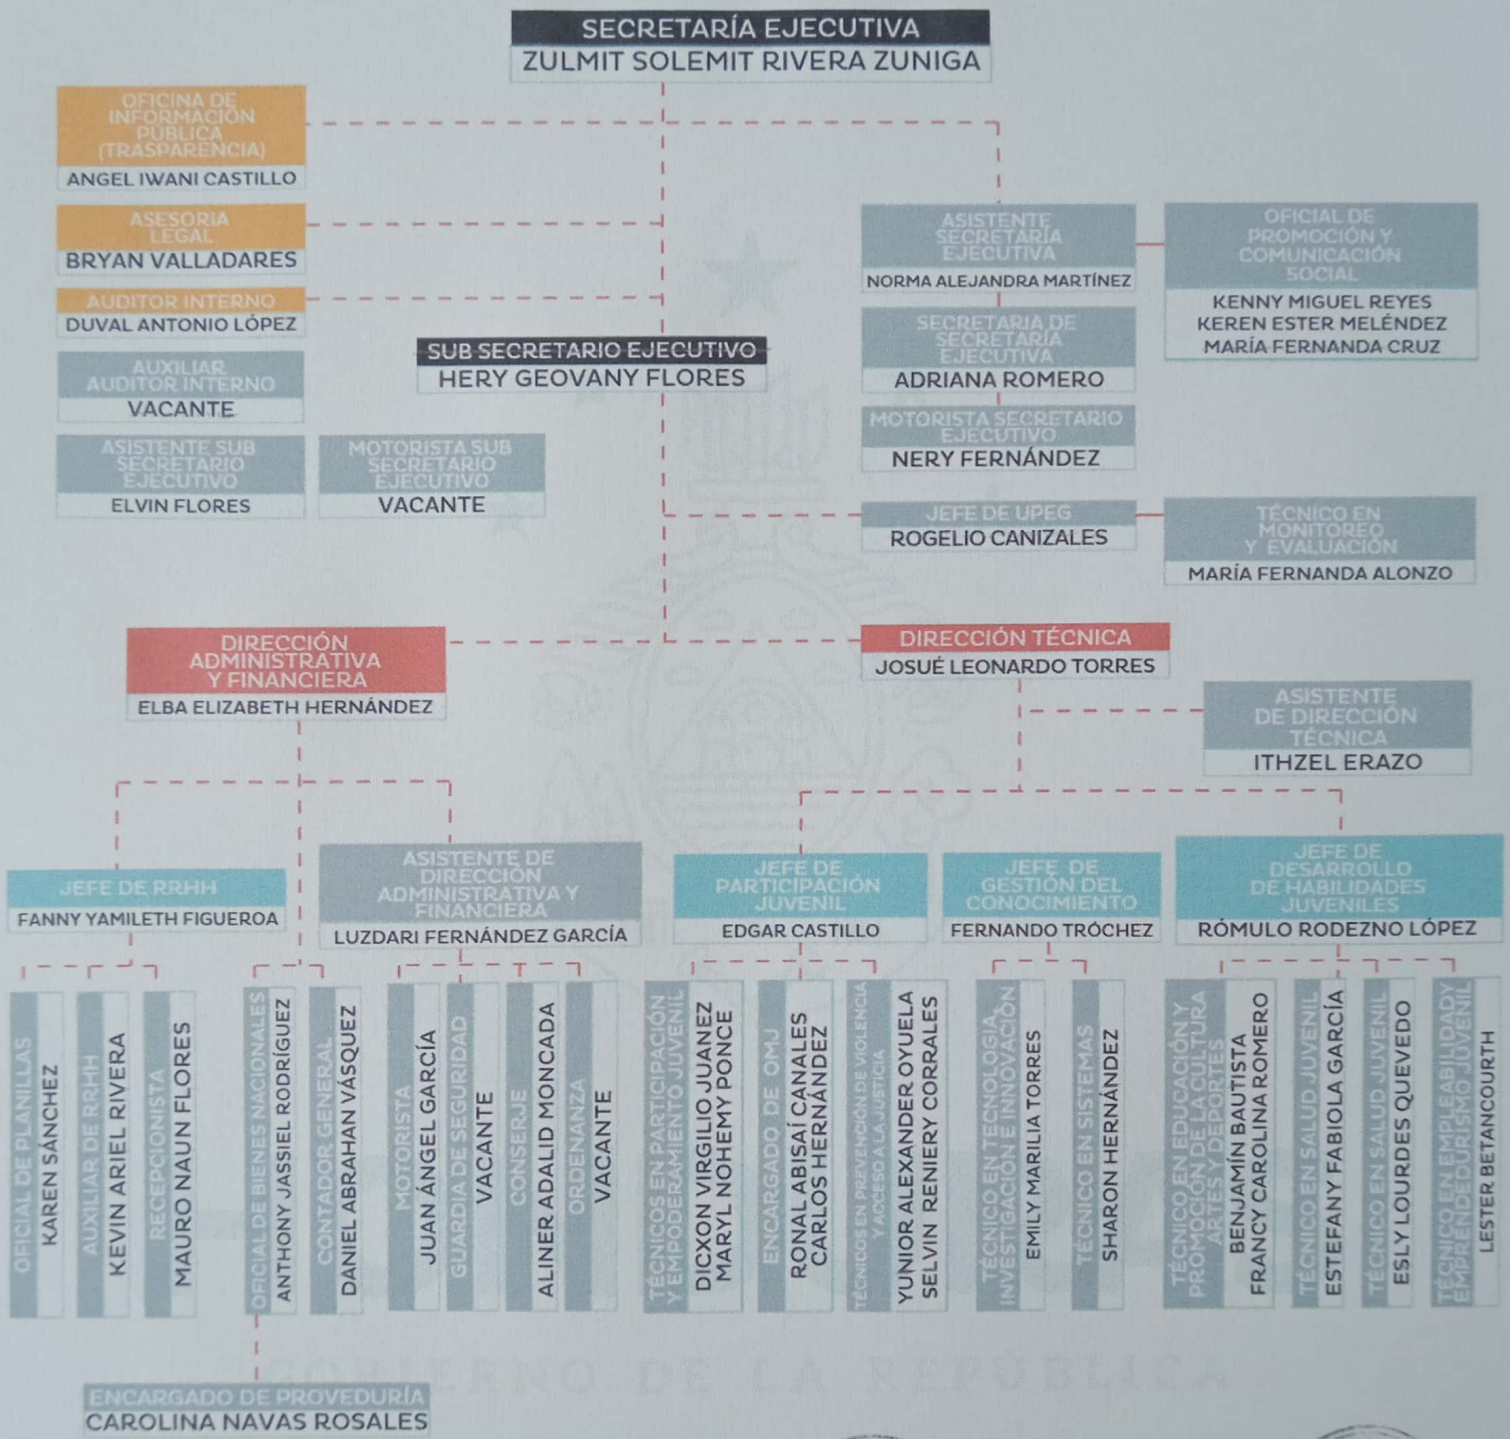 SECRETARÍA EJECUTIVA
ZULMIT SOLEMIT RIVERA ZUNIGA
OFICINA DE
INFORMACIÓN
PÚBLICA
(TRASPARENCIA)
ANGEL IWANI CASTILLO
ASESORIA
LEGAL
BRYAN VALLADARES
AUDITOR INTERNO
DUVAL ANTONIO LÓPEZ
AUXILIAR
AUDITOR INTERNO
VACANTE
ASISTENTE SUB
SECRETARIO
EJECUTIVO
ELVIN FLORES
MOTORISTA SUB
SECRETARIO
EJECUTIVO
VACANTE
SUB SECRETARIO EJECUTIVO
HERY GEOVANY FLORES
ASISTENTE
SECRETARÍA
EJECUTIVA
NORMA ALEJANDRA MARTÍNEZ
OFICIAL DE
PROMOCIÓN Y
COMUNICACIÓN
SOCIAL
KENNY MIGUEL REYES
KEREN ESTER MELÉNDEZ
MARÍA FERNANDA CRUZ
SECRETARIA DE
SECRETARÍA
EJECUTIVA
ADRIANA ROMERO
MOTORISTA SECRETARIO
EJECUTIVO
NERY FERNÁNDEZ
JEFE DE UPEG
ROGELIO CANIZALES
TÉCNICO EN
MONITOREO
Y EVALUACIÓN
MARÍA FERNANDA ALONZO
DIRECCIÓN
ADMINISTRATIVA
Y FINANCIERA
ELBA ELIZABETH HERNÁNDEZ
DIRECCIÓN TÉCNICA
JOSUÉ LEONARDO TORRES
ASISTENTE
DE DIRECCIÓN
TÉCNICA
ITHZEL ERAZO
JEFE DE RRHH
FANNY YAMILETH FIGUEROA
ASISTENTE DE
DIRECCIÓN
ADMINISTRATIVA Y
FINANCIERA
LUZDARI FERNÁNDEZ GARCÍA
JEFE DE
PARTICIPACIÓN
JUVENIL
EDGAR CASTILLO
JEFE DE
GESTIÓN DEL
CONOCIMIENTO
FERNANDO TRÓCHEZ
JEFE DE
DESARROLLO
DE HABILIDADES
JUVENILES
RÓMULO RODEZNO LÓPEZ
OFICIAL DE PLANILLAS
KAREN SÁNCHEZ
AUXILIAR DE RRHH
KEVIN ARIEL RIVERA
RECEPCIONISTA
MAURO NAUN FLORES
OFICIAL DE BIENES NACIONALES
ANTHONY JASSIEL RODRÍGUEZ
CONTADOR GENERAL
DANIEL ABRAHAN VÁSQUEZ
MOTORISTA
JUAN ÁNGEL GARCÍA
GUARDIA DE SEGURIDAD
VACANTE
CONSERJE
ALINER ADALID MONCADA
ORDENANZA
VACANTE
TÉCNICOS EN PARTICIPACIÓN
Y EMPODERAMIENTO JUVENIL
DICXON VIRGILIO JUANEZ
MARYL NOHEMY PONCE
ENCARGADO DE OMJ
RONAL ABISAÍ CANALES
CARLOS HERNÁNDEZ
TÉCNICOS EN PREVENCIÓN DE VIOLENCIA
Y ACCESO A LA JUSTICIA
YUNIOR ALEXANDER OYUELA
SELVIN RENIERY CORRALES
TÉCNICO EN TECNOLOGÍA,
INVESTIGACIÓN E INNOVACIÓN
EMILY MARILIA TORRES
TÉCNICO EN SISTEMAS
SHARON HERNÁNDEZ
TÉCNICO EN EDUCACIÓN Y
PROMOCIÓN DE LA CULTURA
ARTES Y DEPORTES
BENJAMÍN BAUTISTA
FRANCY CAROLINA ROMERO
TÉCNICO EN SALUD JUVENIL
ESTEFANY FABIOLA GARCÍA
TÉCNICO EN SALUD JUVENIL
ESLY LOURDES QUEVEDO
TÉCNICO EN EMPLEABILIDAD Y
EMPRENDEDURISMO JUVENIL
LESTER BETANCOURTH
GOBIERNO DE LA REPÚBLICA
ENCARGADO DE PROVEDURÍA
CAROLINA NAVAS ROSALES